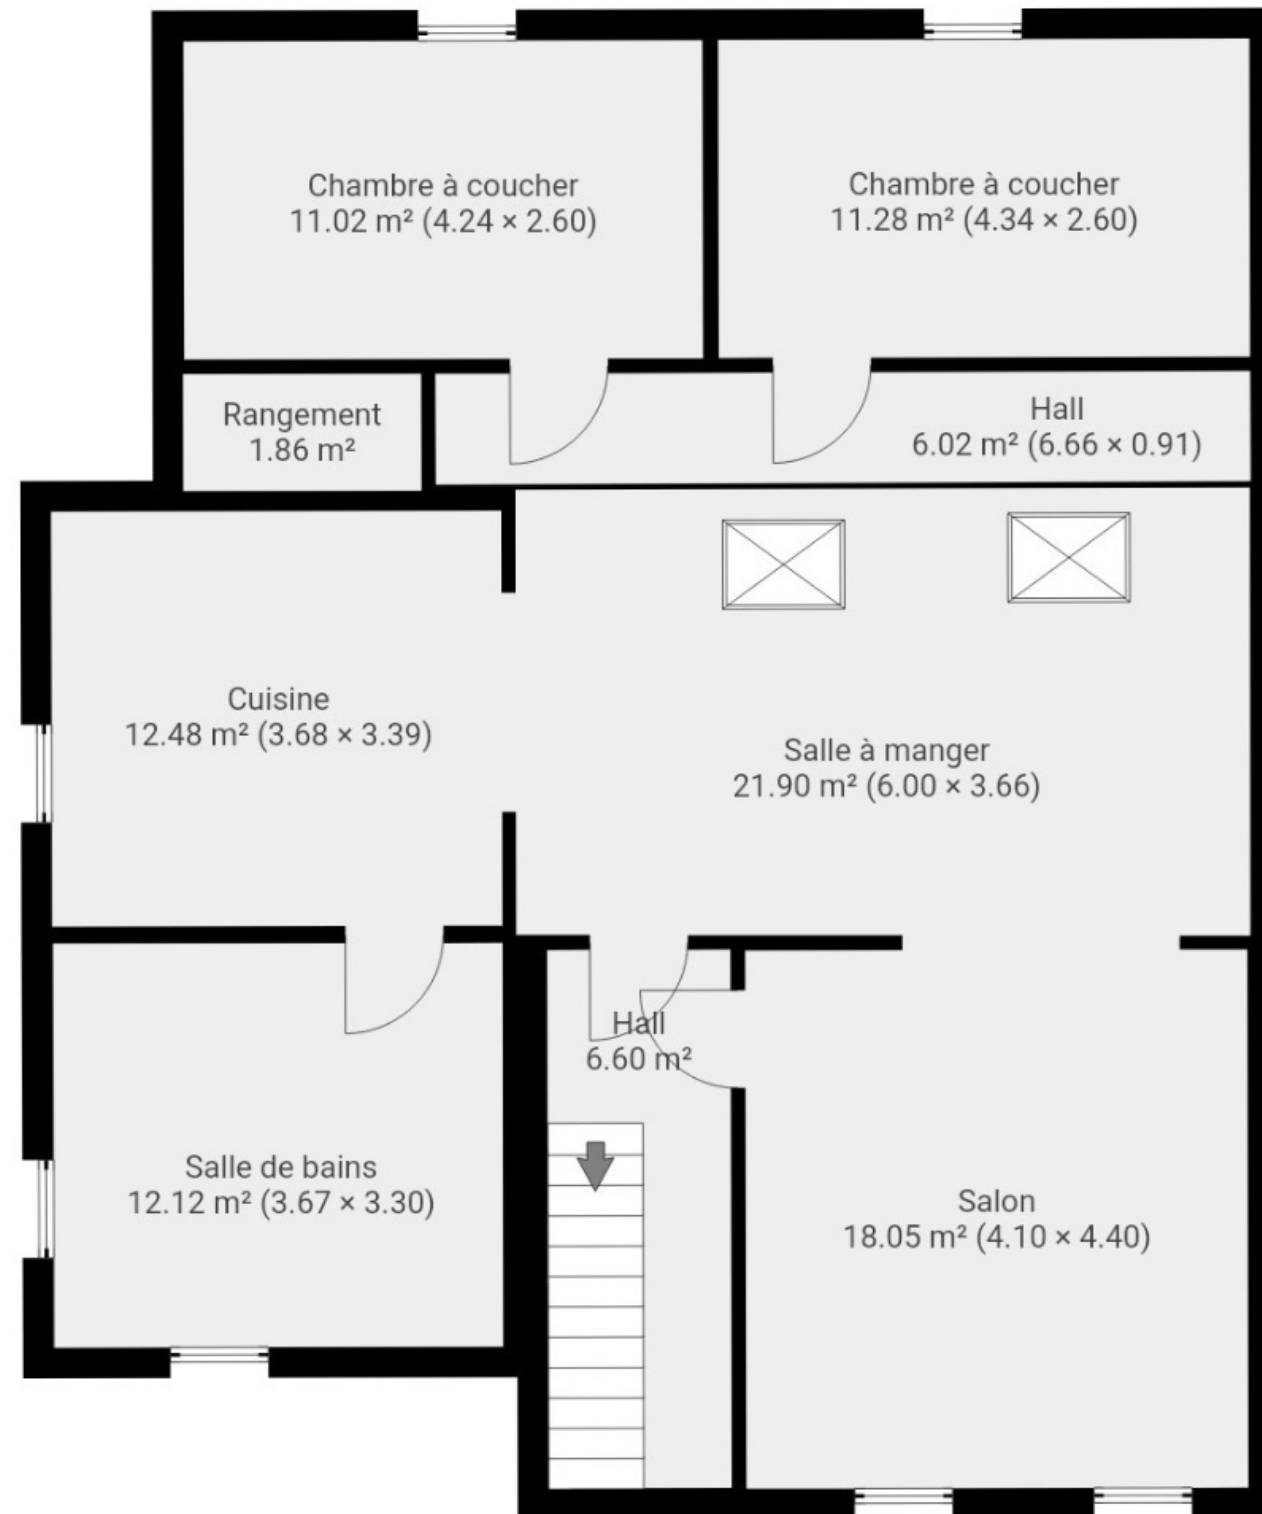 Chambre à coucher
11.02 m² (4.24 × 2.60)
Chambre à coucher
11.28 m² (4.34 × 2.60)
Rangement
1.86 m²
Hall
6.02 m² (6.66 × 0.91)
Cuisine
12.48 m² (3.68 × 3.39)
Salle à manger
21.90 m² (6.00 × 3.66)
Hall
6.60 m²
Salle de bains
12.12 m² (3.67 × 3.30)
Salon
18.05 m² (4.10 × 4.40)